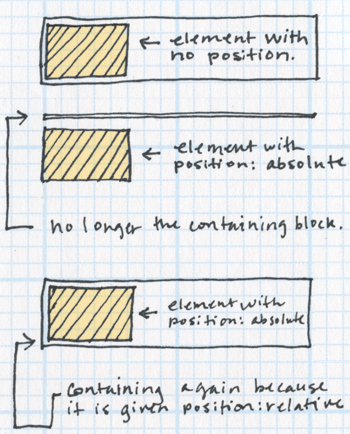 element with
no position.
element with
position: absolute
no longer the containing block.
element with
position: absolute
containing again because
it is given position:relative